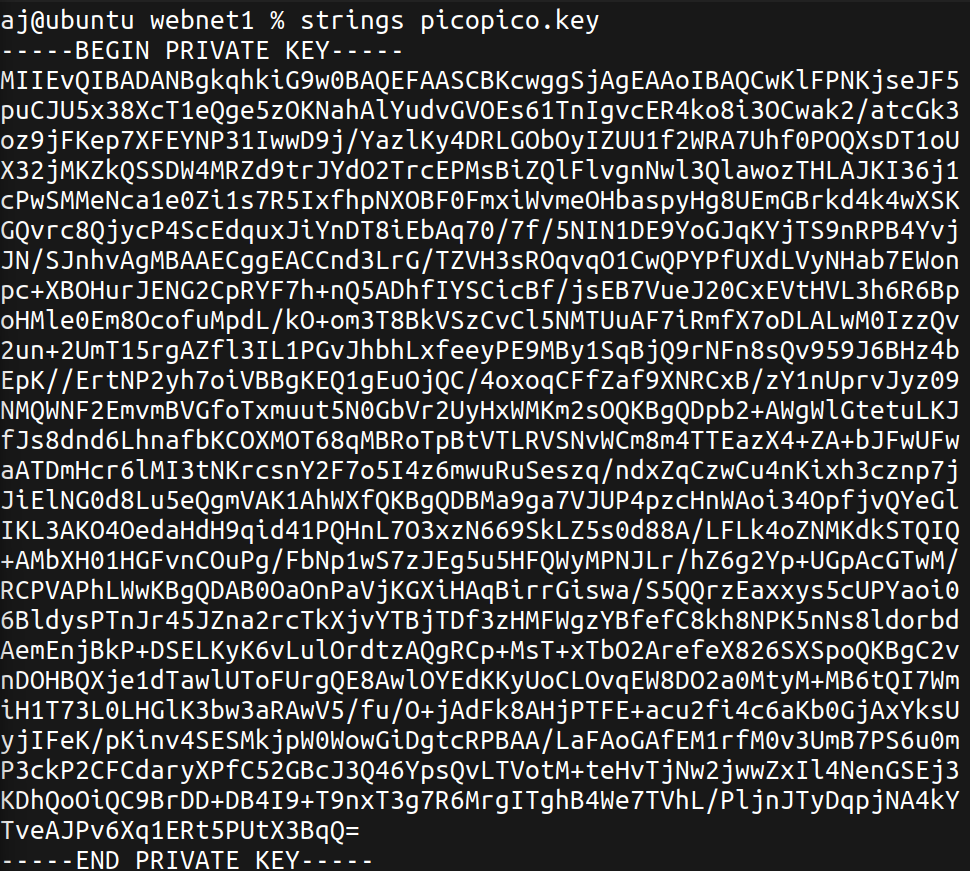 aj@ubuntu webnet1 % strings picopico.key
-----BEGIN PRIVATE KEY-----
MIIEvQIBADANBgkqhkiG9w0BAQEFAASCBKcwggSjAgEAAoIBAQCwKlFPNKjseJF5
puCJU5x38XcT1eQge5zOKNahAlYudvGVOEs61TnIgvcER4ko8i3OCwak2/atcGk3
oz9jFKep7XFEYNP31IwwD9j/YazlKy4DRLGObOyIZUU1f2WRA7Uhf0POQXsDT1oU
X32jMKZkQSSDW4MRZd9trJYdO2TrcEPMsBiZQlFlvgnNwl3QlawozTHLAJKI36j1
cPwSMMeNca1e0Zi1s7R5IxfhpNXOBF0FmxiWvmeOHbaspyHg8UEmGBrkd4k4wXSK
GQvrc8QjycP4ScEdquxJiYnDT8iEbAq70/7f/5NIN1DE9YoGJqKYjTS9nRPB4Yvj
JN/SJnhvAgMBAAECggEACCnd3LrG/TZVH3sROqvqO1CwQPYPfUXdLVyNHab7EWon
pc+XBOHurJENG2CpRYF7h+nQ5ADhfIYSCicBf/jsEB7VueJ20CxEVtHVL3h6R6Bp
oHMle0Em8OcofuMpdL/kO+om3T8BkVSzCvCl5NMTUuAF7iRmfX7oDLALwM0IzzQv
2un+2UmT15rgAZfl3IL1PGvJhbhLxfeeyPE9MBy1SqBjQ9rNFn8sQv959J6BHz4b
EpK//ErtNP2yh7oiVBBgKEQ1gEuOjQC/4oxoqCFfZaf9XNRCxB/zY1nUprvJyz09
NMQWNF2EmvmBVGfoTxmuut5N0GbVr2UyHxWMKm2sOQKBgQDpb2+AWgWlGtetuLKJ
fJs8dnd6LhnafbKCOXMOT68qMBRoTpBtVTLRVSNvWCm8m4TTEazX4+ZA+bJFwUFw
aATDmHcr6lMI3tNKrcsnY2F7o5I4z6mwuRuSeszq/ndxZqCzwCu4nKixh3cznp7j
JiElNG0d8Lu5eQgmVAK1AhWXfQKBgQDBMa9ga7VJUP4pzcHnWAoi34OpfjvQYeGl
IKL3AKO4OedaHdH9qid41PQHnL7O3xzN669SkLZ5s0d88A/LFLk4oZNMKdkSTQIQ
+AMbXH01HGFvnCOuPg/FbNp1wS7zJEg5u5HFQWyMPNJLr/hZ6g2Yp+UGpAcGTwM/
RCPVAPhLWwKBgQDAB0OaOnPaVjKGXiHAqBirrGiswa/S5QQrzEaxxys5cUPYaoi0
6BldysPTnJr45JZna2rcTkXjvYTBjTDf3zHMFWgzYBfefC8kh8NPK5nNs8ldorbd
AemEnjBkP+DSELKyK6vLulOrdtzAQgRCp+MsT+xTbO2ArefeX826SXSpoQKBgC2v
nDOHBQXje1dTawlUToFUrgQE8AwlOYEdKKyUoCLOvqEW8DO2a0MtyM+MB6tQI7Wm
iH1T73L0LHGlK3bw3aRAwV5/fu/O+jAdFk8AHjPTFE+acu2fi4c6aKb0GjAxYksU
yjIFeK/pKinv4SESMkjpW0WowGiDgtcRPBAA/LaFAoGAfEM1rfM0v3UmB7PS6u0m
P3ckP2CFCdaryXPfC52GBcJ3Q46YpsQvLTVotM+teHvTjNw2jwwZxIl4NenGSEj3
KDhQoOiQC9BrDD+DB4I9+T9nxT3g7R6MrgITghB4We7TVhL/PljnJTyDqpjNA4kY
TveAJPv6Xq1ERt5PUtX3BqQ=
-----END PRIVATE KEY-----